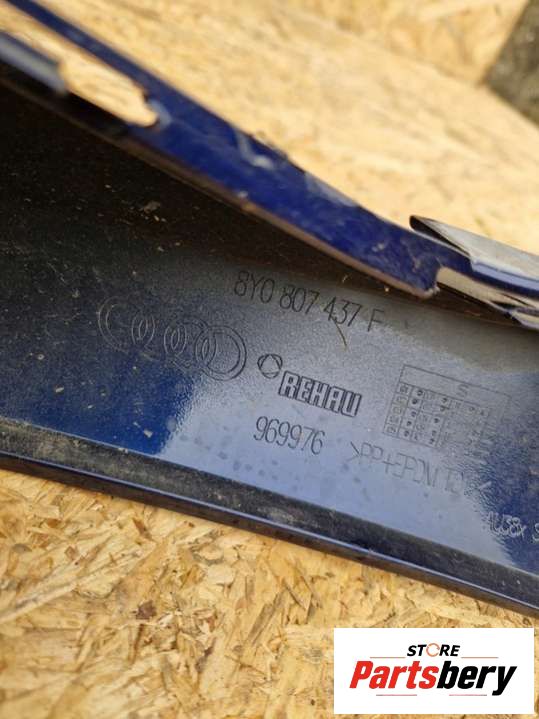 8Y0 807 437 F
REHAU
969976
>PP+EPDM
STORE
Partsbery